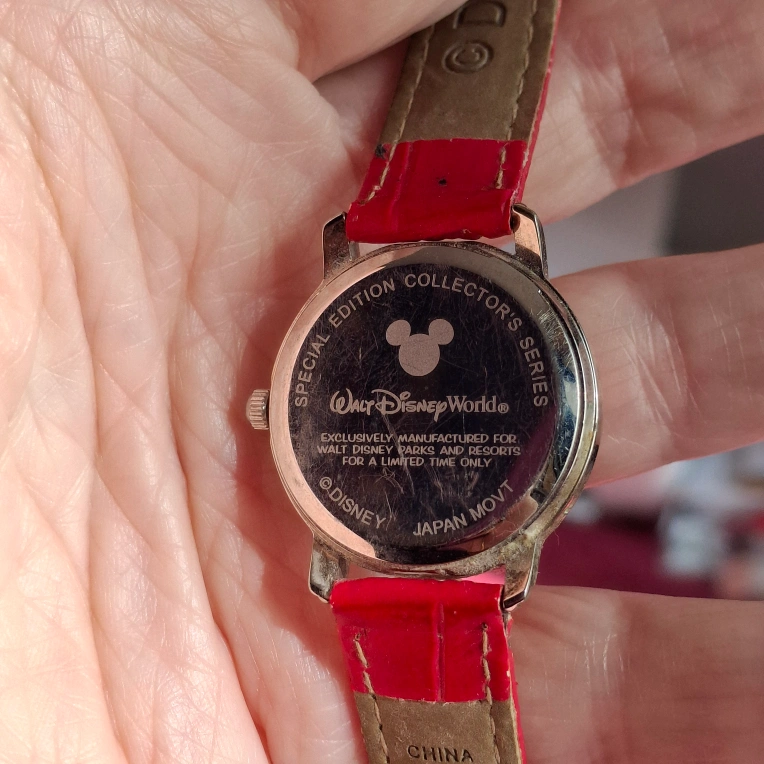 © D
SPECIAL EDITION COLLECTOR'S SERIES
WALT DISNEY World®
EXCLUSIVELY MANUFACTURED FOR
WALT DISNEY PARKS AND RESORTS
FOR A LIMITED TIME ONLY
©DISNEY JAPAN MOVT
CHINA